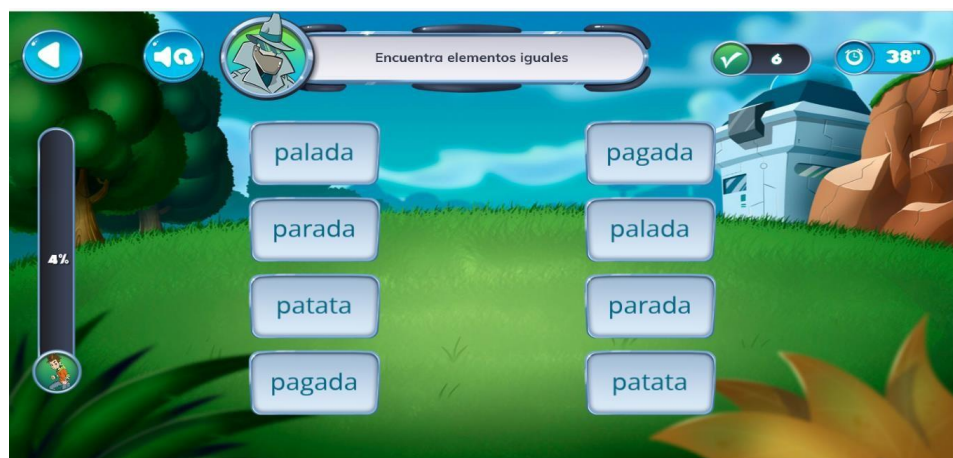 Encuentra elementos iguales
6
38"
palada
pagada
parada
palada
4%
patata
parada
pagada
patata